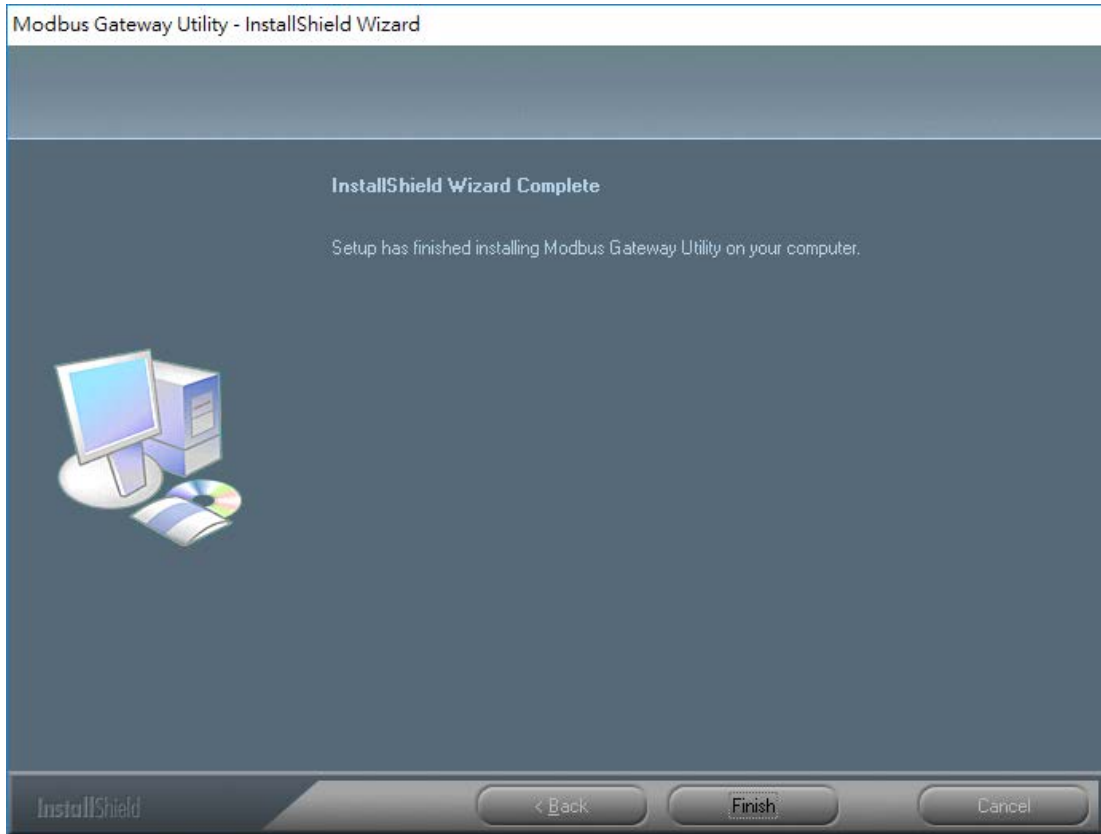 Modbus Gateway Utility - InstallShield Wizard
InstallShield Wizard Complete
Setup has finished installing Modbus Gateway Utility on your computer.
InstallShield
< Back
Finish
Cancel